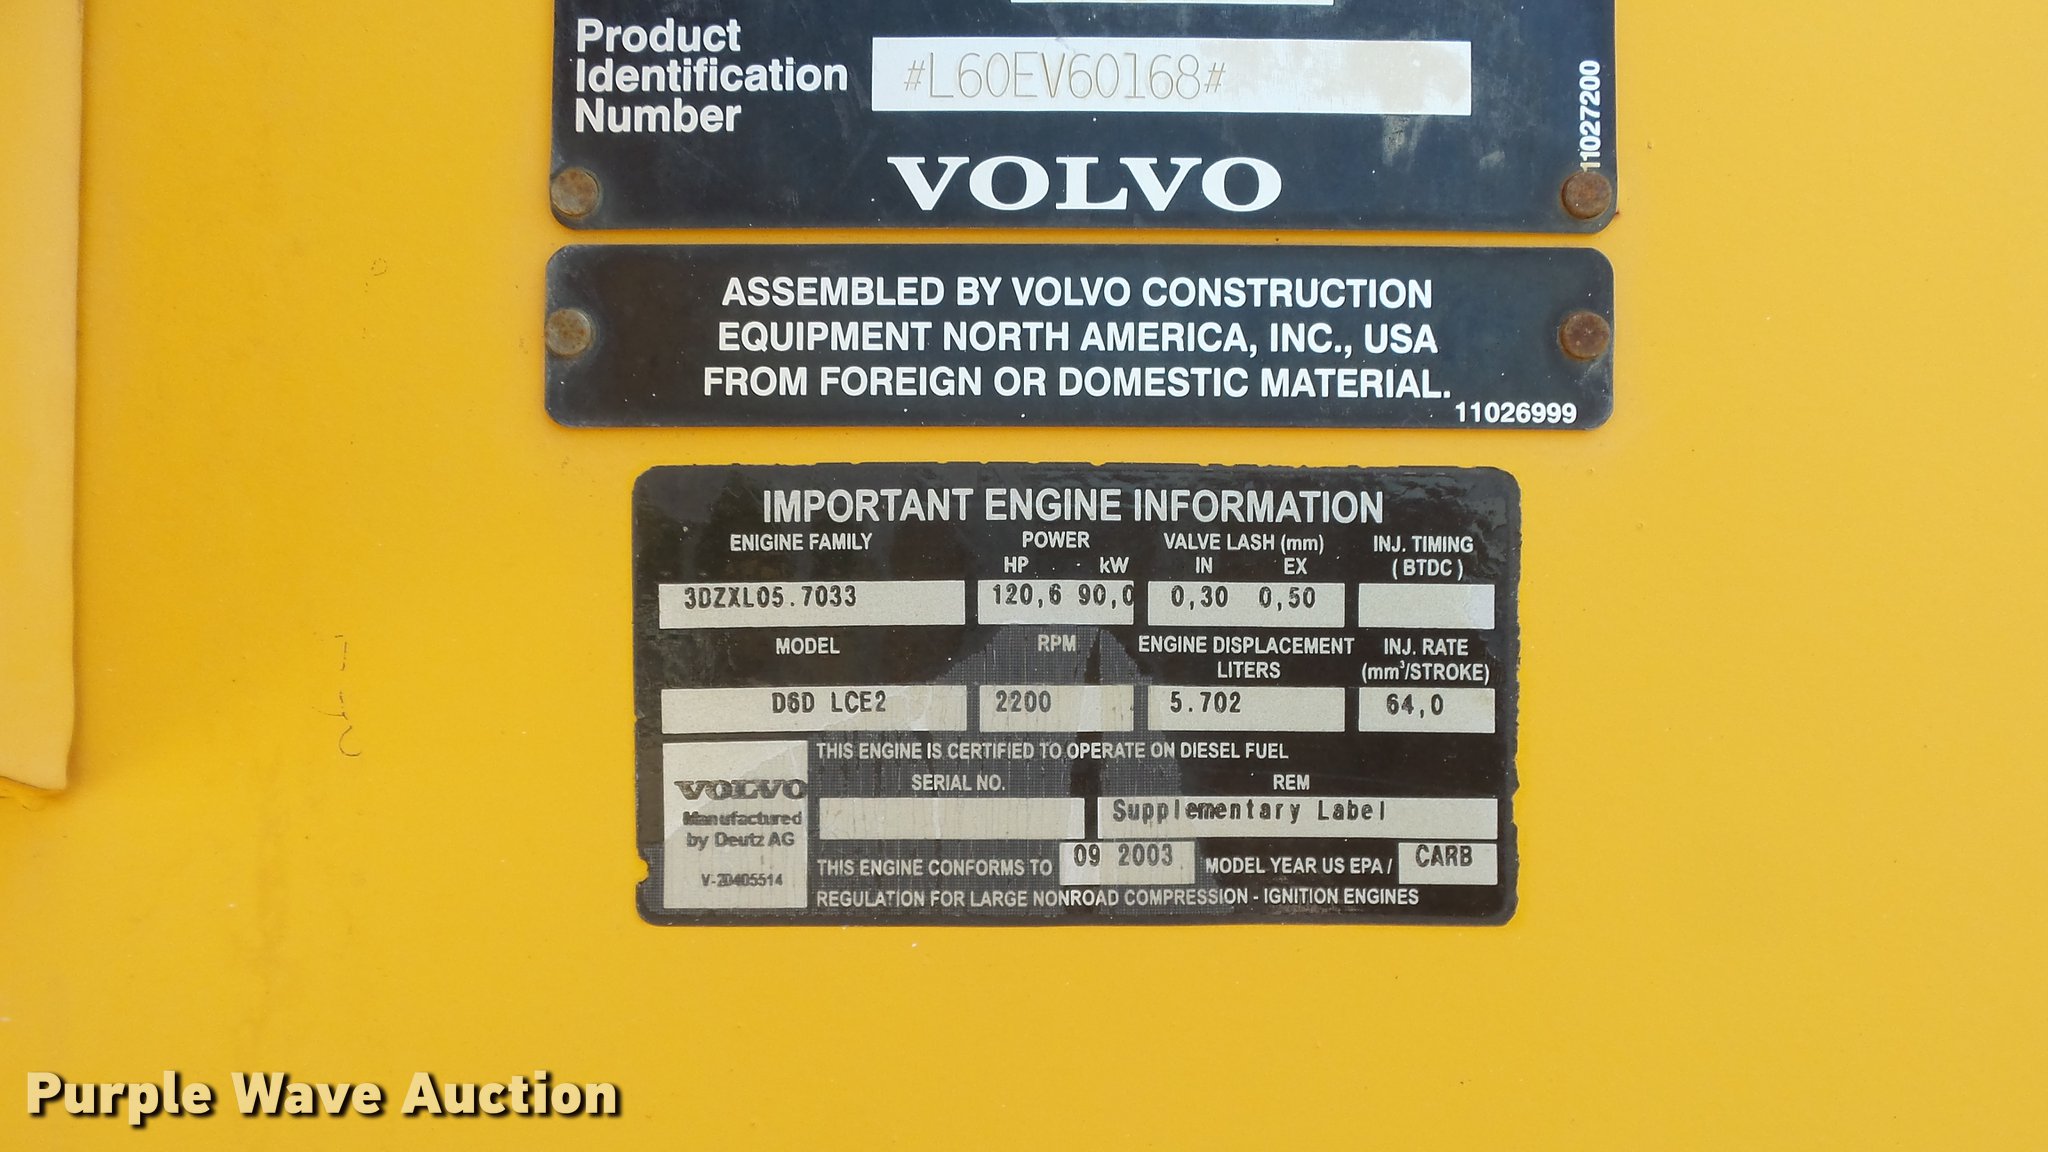 Product
Identification
Number
#L60EV60168#
11027200
VOLVO
ASSEMBLED BY VOLVO CONSTRUCTION
EQUIPMENT NORTH AMERICA, INC., USA
FROM FOREIGN OR DOMESTIC MATERIAL.
11026999
IMPORTANT ENGINE INFORMATION
ENIGINE FAMILY POWER VALVE LASH (mm) INJ. TIMING
HP kW IN EX (BTDC)
3DZXL05.7033 120,6 90,0 0,30 0,50
MODEL RPM ENGINE DISPLACEMENT INJ. RATE
LITERS (mm³/STROKE)
D6D LCE2 2200 5.702 64,0
THIS ENGINE IS CERTIFIED TO OPERATE ON DIESEL FUEL
SERIAL NO. REM
VOLVO
Supplementary Label
Manufactured
by Deutz AG
THIS ENGINE CONFORMS TO 09 2003 MODEL YEAR US EPA / CARB
V-20405514
REGULATION FOR LARGE NONROAD COMPRESSION - IGNITION ENGINES
Purple Wave Auction